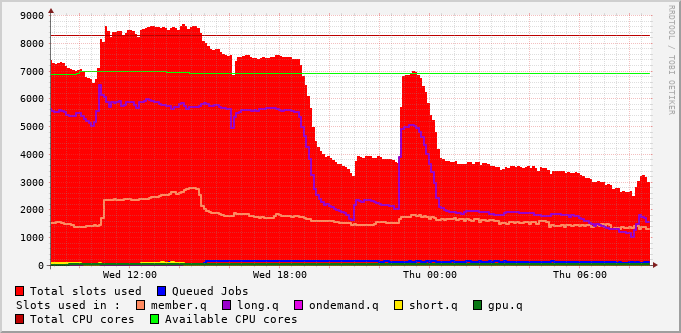 9000
8000
7000
6000
5000
4000
3000
2000
1000
0
Wed 12:00 Wed 18:00 Thu 00:00 Thu 06:00
RRDTOOL / TOBI OETIKER
Total slots used Queued Jobs
Slots used in : member.q long.q ondemand.q short.q gpu.q
Total CPU cores Available CPU cores